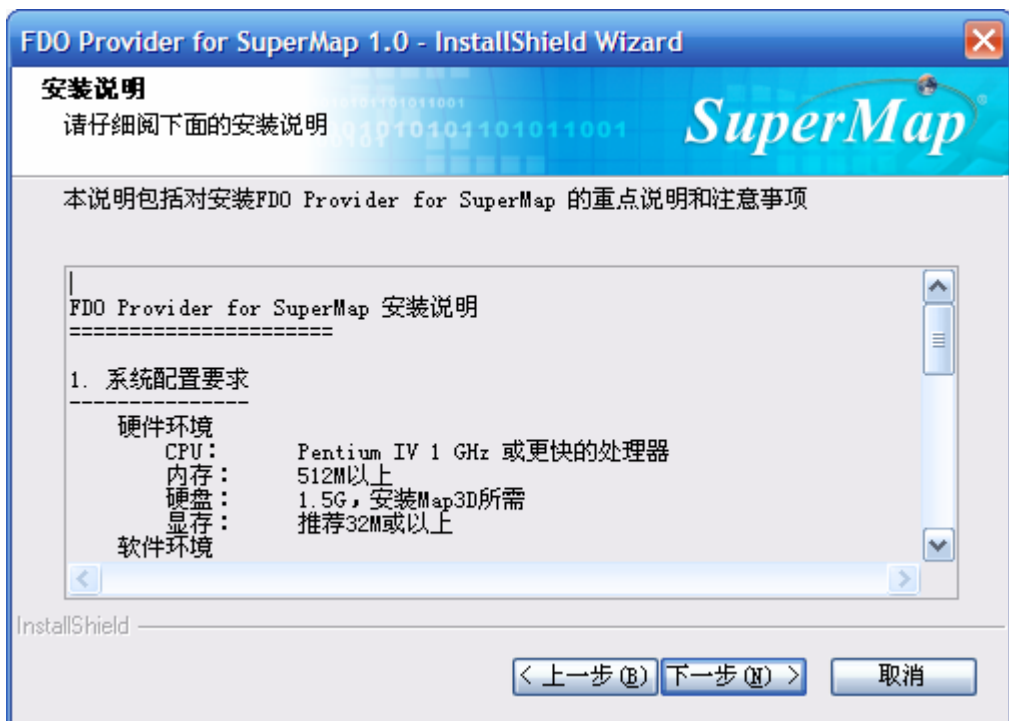 FDO Provider for SuperMap 1.0 - InstallShield Wizard
安装说明
请仔细阅下面的安装说明
SuperMap
本说明包括对安装FDO Provider for SuperMap 的重点说明和注意事项
FDO Provider for SuperMap 安装说明
======================
1. 系统配置要求
---------------
硬件环境
CPU: Pentium IV 1 GHz 或更快的处理器
内存: 512M以上
硬盘: 1.5G,安装Map3D所需
显存: 推荐32M或以上
软件环境
InstallShield
< 上一步(B) 下一步(N) > 取消